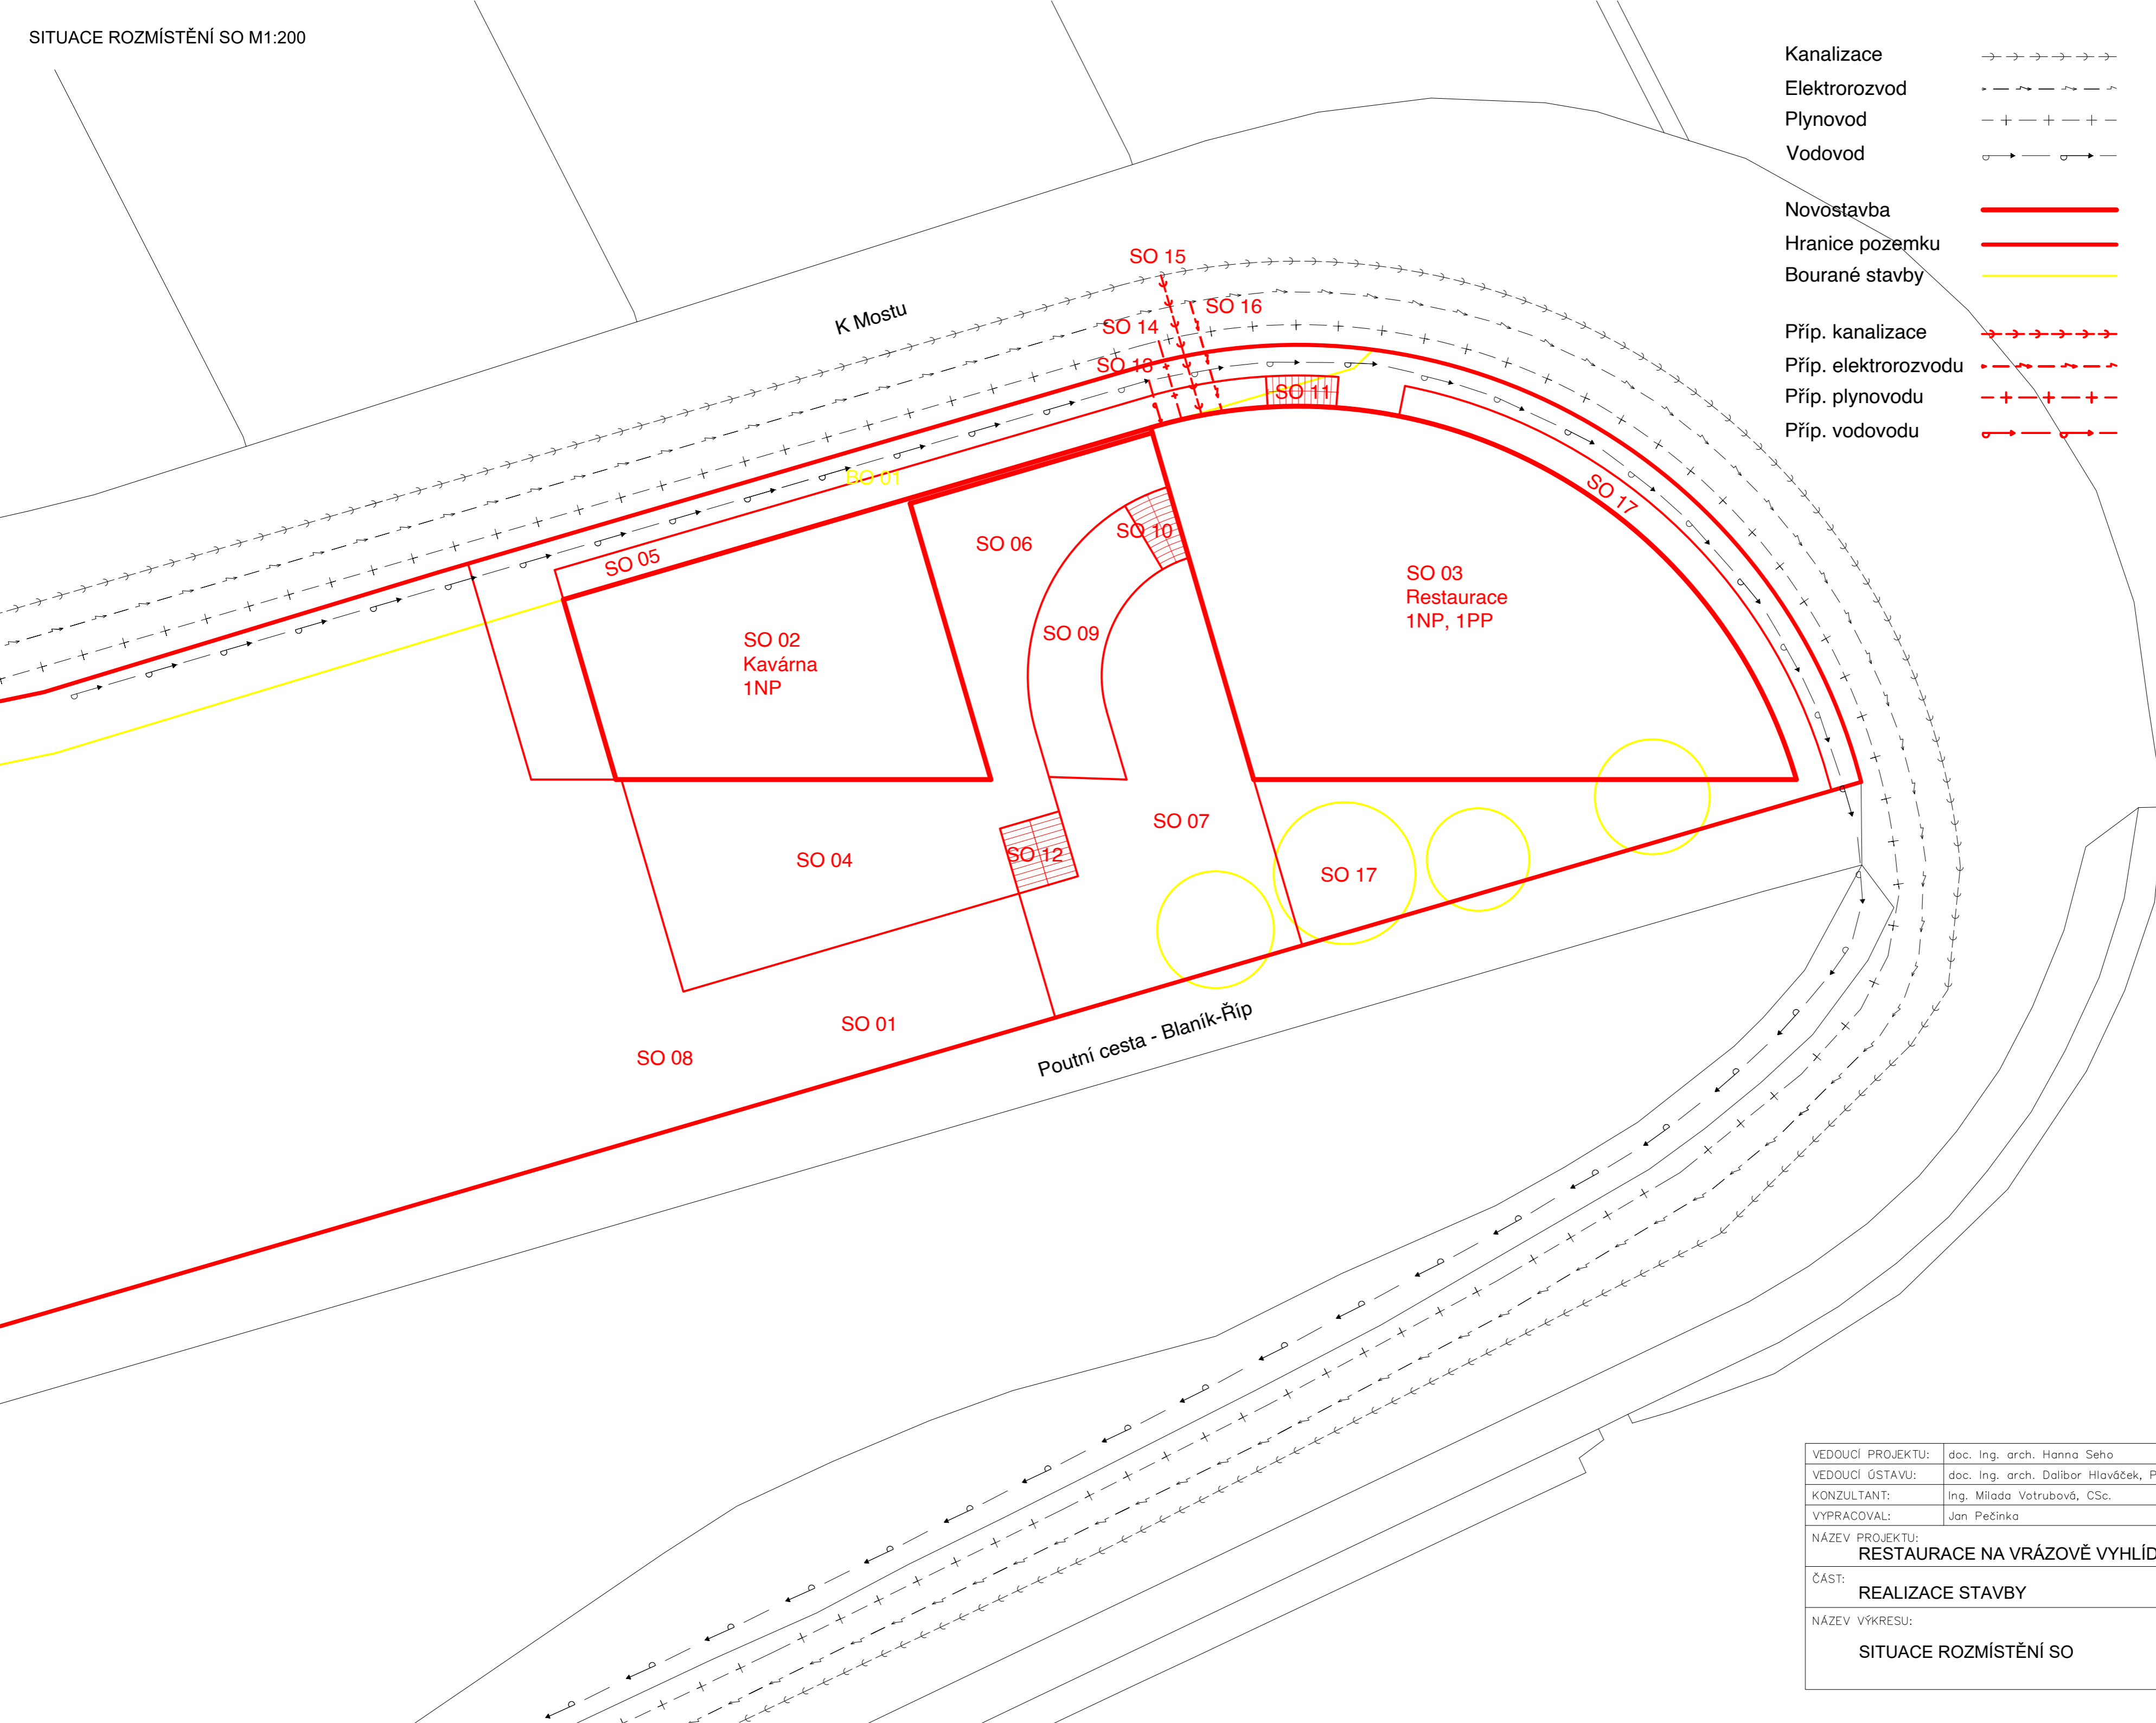 SITUACE ROZMÍSTĚNÍ SO M1:200
Kanalizace
Elektrorozvod
Plynovod
Vodovod
Novostavba
Hranice pozemku
Bourané stavby
Příp. kanalizace
Příp. elektrorozvodu
Příp. plynovodu
Příp. vodovodu
K Mostu
SO 15
SO 16
SO 14
SO 13
SO 11
BO 01
SO 05
SO 06
SO 10
SO 17
SO 09
SO 03
Restaurace
1NP, 1PP
SO 02
Kavárna
1NP
SO 07
SO 04
SO 12
SO 17
SO 01
SO 08
Poutní cesta - Blaník-Říp
VEDOUCÍ PROJEKTU: doc. Ing. arch. Hanna Seho
VEDOUCÍ ÚSTAVU: doc. Ing. arch. Dalibor Hlaváček, P
KONZULTANT: Ing. Milada Votrubová, CSc.
VYPRACOVAL: Jan Pečinka
NÁZEV PROJEKTU:
RESTAURACE NA VRÁZOVĚ VYHLÍD
ČÁST:
REALIZACE STAVBY
NÁZEV VÝKRESU:
SITUACE ROZMÍSTĚNÍ SO